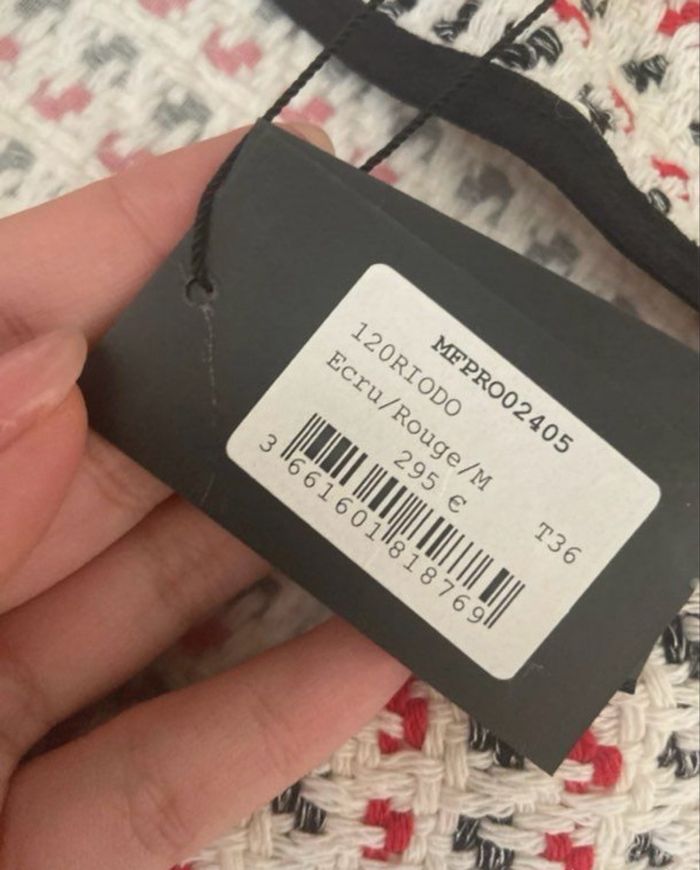 MFPRO02405
120RIODO
Ecru/Rouge/M
295 €
T36
3 661601 818769